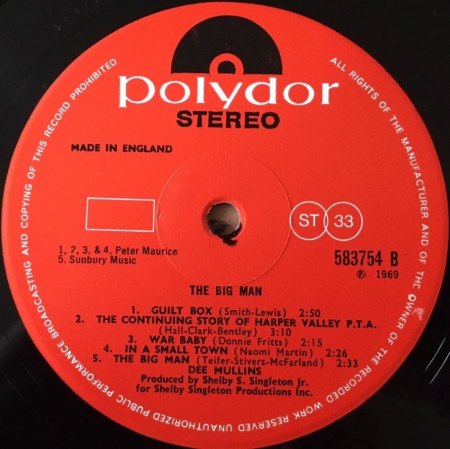 polydor
STEREO
MADE IN ENGLAND
ST 33
1, 2, 3, & 4. Peter Maurice
5. Sunbury Music
583754 B
℗ 1969
THE BIG MAN
1. GUILT BOX (Smith-Lewis) 2:50
2. THE CONTINUING STORY OF HARPER VALLEY P.T.A.
(Hall-Clark-Bentley)
3. WAR BABY (Donnie Fritts) 2:15
4. IN A SMALL TOWN (Naomi Martin) 2:26
5. THE BIG MAN (Teifer-Stivers-McFarland) 2:33
DEE MULLINS
Produced by Shelby S. Singleton Jr.
for Shelby Singleton Productions Inc.
ALL RIGHTS OF THE MANUFACTURER AND OF THE OWNER OF THE RECORDED WORK RESERVED UNAUTHORIZED PUBLIC PERFORMANCE BROADCASTING AND COPYING OF THIS RECORD PROHIBITED